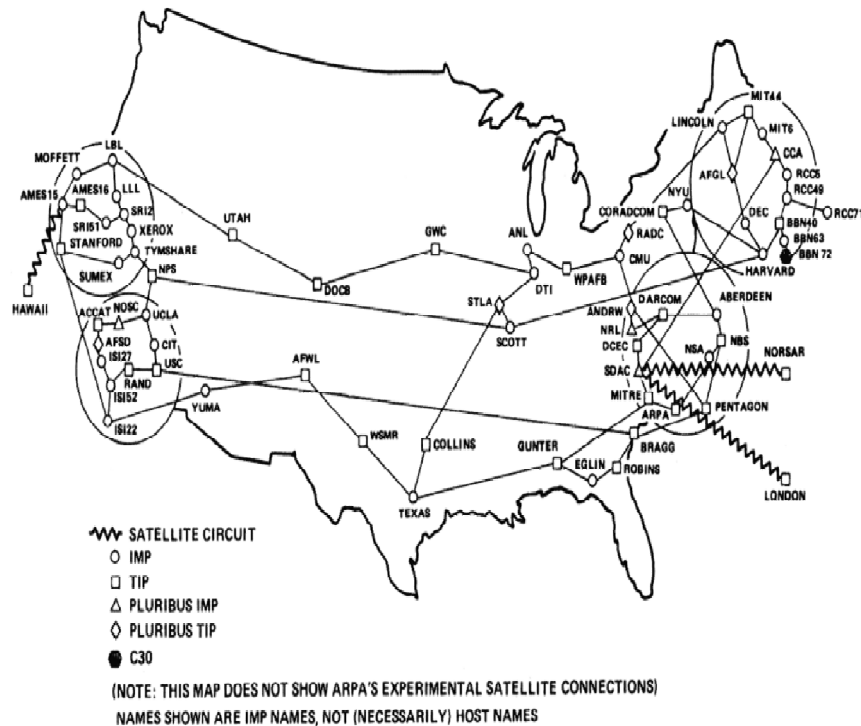 MIT44
LINCOLN
MIT6
CCA
LBL
MOFFETT
RCC5
AFGL
RCC49
AMES15
AMES16
LLL
NYU
RCC71
SRI2
CORADCOM
DEC
UTAH
GWC
RADC
BBN40
SRI51
XEROX
ANL
BBN63
STANFORD
TYMSHARE
CMU
BBN 72
SUMEX
NPS
WPAFB
HARVARD
DTI
HAWAII
DOCB
STLA
ANDRW
DARCOM
ABERDEEN
ACCAT
NOSC
UCLA
NRL
SCOTT
AFSD
CIT
DCEC
NSA
NBS
ISI27
AFWL
NORSAR
RAND
USC
SDAC
ISI52
MITRE
YUMA
ARPA
PENTAGON
ISI22
WSMR
COLLINS
GUNTER
BRAGG
EGLIN
ROBINS
LONDON
TEXAS
SATELLITE CIRCUIT
IMP
TIP
PLURIBUS IMP
PLURIBUS TIP
C30
(NOTE: THIS MAP DOES NOT SHOW ARPA'S EXPERIMENTAL SATELLITE CONNECTIONS)
NAMES SHOWN ARE IMP NAMES, NOT (NECESSARILY) HOST NAMES